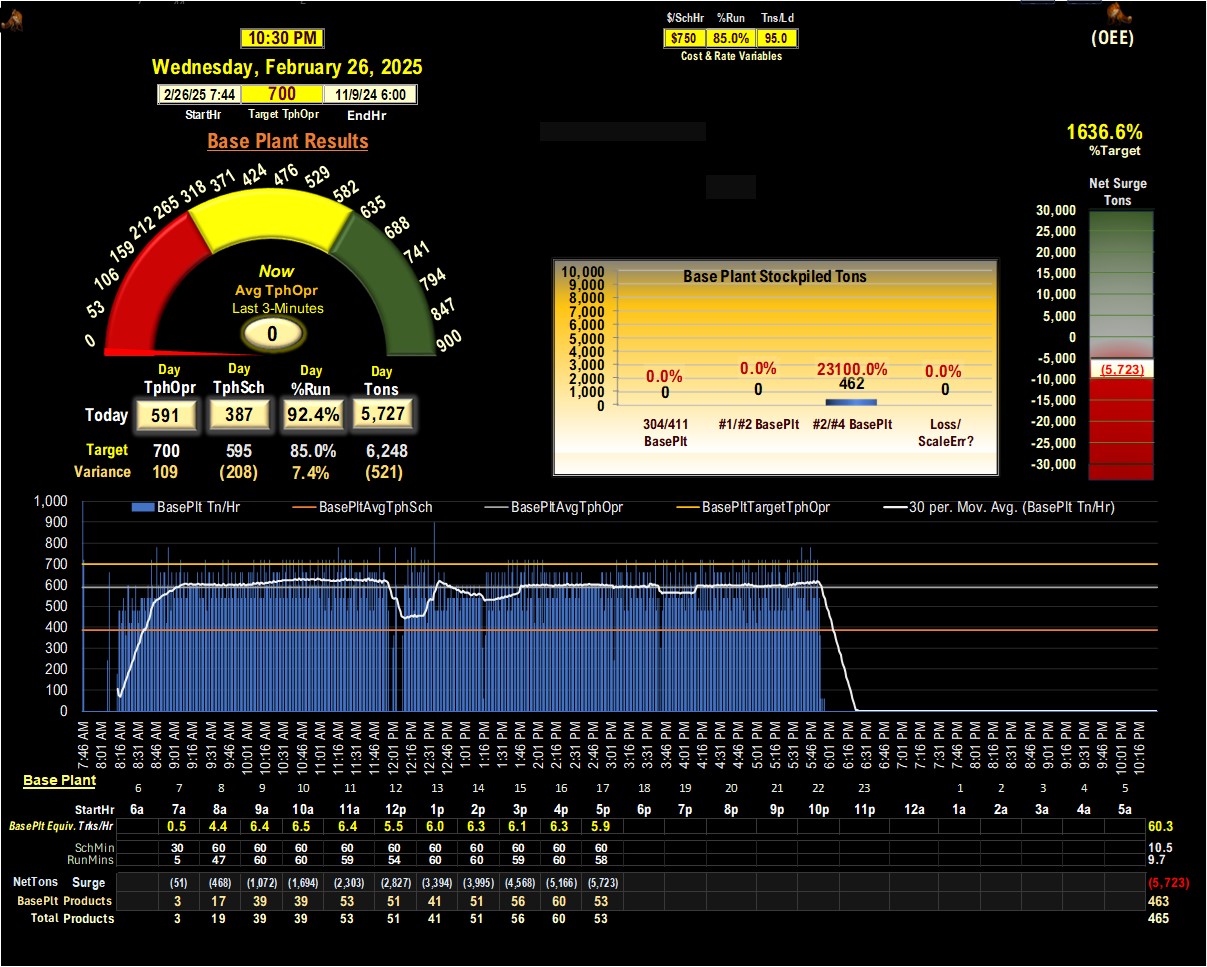 $/SchHr %Run Tns/Ld
$750 85.0% 95.0
Cost & Rate Variables
(OEE)
10:30 PM
Wednesday, February 26, 2025
2/26/25 7:44 700 11/9/24 6:00
StartHr Target TphOpr EndHr
Base Plant Results
1636.6%
%Target
Net Surge
Tons
30,000
25,000
20,000
15,000
10,000
5,000
0
-5,000
(5,723)
-10,000
-15,000
-20,000
-25,000
-30,000
0 53 106 159 212 265 318 371 424 476 529 582 635 688 741 794 847 900
Now
Avg TphOpr
Last 3-Minutes
0
Day Day Day Day
TphOpr TphSch %Run Tons
Today 591 387 92.4% 5,727
Target 700 595 85.0% 6,248
Variance 109 (208) 7.4% (521)
Base Plant Stockpiled Tons
10,000
9,000
8,000
7,000
6,000
5,000
4,000
3,000
2,000
1,000
0
0.0% 0.0% 23100.0% 0.0%
0 0 462 0
304/411 #1/#2 BasePlt #2/#4 BasePlt Loss/
BasePlt ScaleErr?
BasePlt Tn/Hr BasePltAvgTphSch BasePltAvgTphOpr BasePltTargetTphOpr 30 per. Mov. Avg. (BasePlt Tn/Hr)
1,000
900
800
700
600
500
400
300
200
100
0
7:46 AM 8:01 AM 8:16 AM 8:31 AM 8:46 AM 9:01 AM 9:16 AM 9:31 AM 9:46 AM 10:01 AM 10:16 AM 10:31 AM 10:46 AM 11:01 AM 11:16 AM 11:31 AM 11:46 AM 12:01 PM 12:16 PM 12:31 PM 12:46 PM 1:01 PM 1:16 PM 1:31 PM 1:46 PM 2:01 PM 2:16 PM 2:31 PM 2:46 PM 3:01 PM 3:16 PM 3:31 PM 3:46 PM 4:01 PM 4:16 PM 4:31 PM 4:46 PM 5:01 PM 5:16 PM 5:31 PM 5:46 PM 6:01 PM 6:16 PM 6:31 PM 6:46 PM 7:01 PM 7:16 PM 7:31 PM 7:46 PM 8:01 PM 8:16 PM 8:31 PM 8:46 PM 9:01 PM 9:16 PM 9:31 PM 9:46 PM 10:01 PM 10:16 PM
Base Plant 6 7 8 9 10 11 12 13 14 15 16 17 18 19 20 21 22 23 1 2 3 4 5
StartHr 6a 7a 8a 9a 10a 11a 12p 1p 2p 3p 4p 5p 6p 7p 8p 9p 10p 11p 12a 1a 2a 3a 4a 5a
BasePlt Equiv. Trks/Hr 0.5 4.4 6.4 6.5 6.4 5.5 6.0 6.3 6.1 6.3 5.9 60.3
SchMin 30 60 60 60 60 60 60 60 60 60 60 10.5
RunMins 5 47 60 60 59 54 60 60 59 60 58 9.7
NetTons Surge (51) (468) (1,072) (1,694) (2,303) (2,827) (3,394) (3,995) (4,568) (5,166) (5,723) (5,723)
BasePlt Products 3 17 39 39 53 51 41 51 56 60 53 463
Total Products 3 19 39 39 53 51 41 51 56 60 53 465